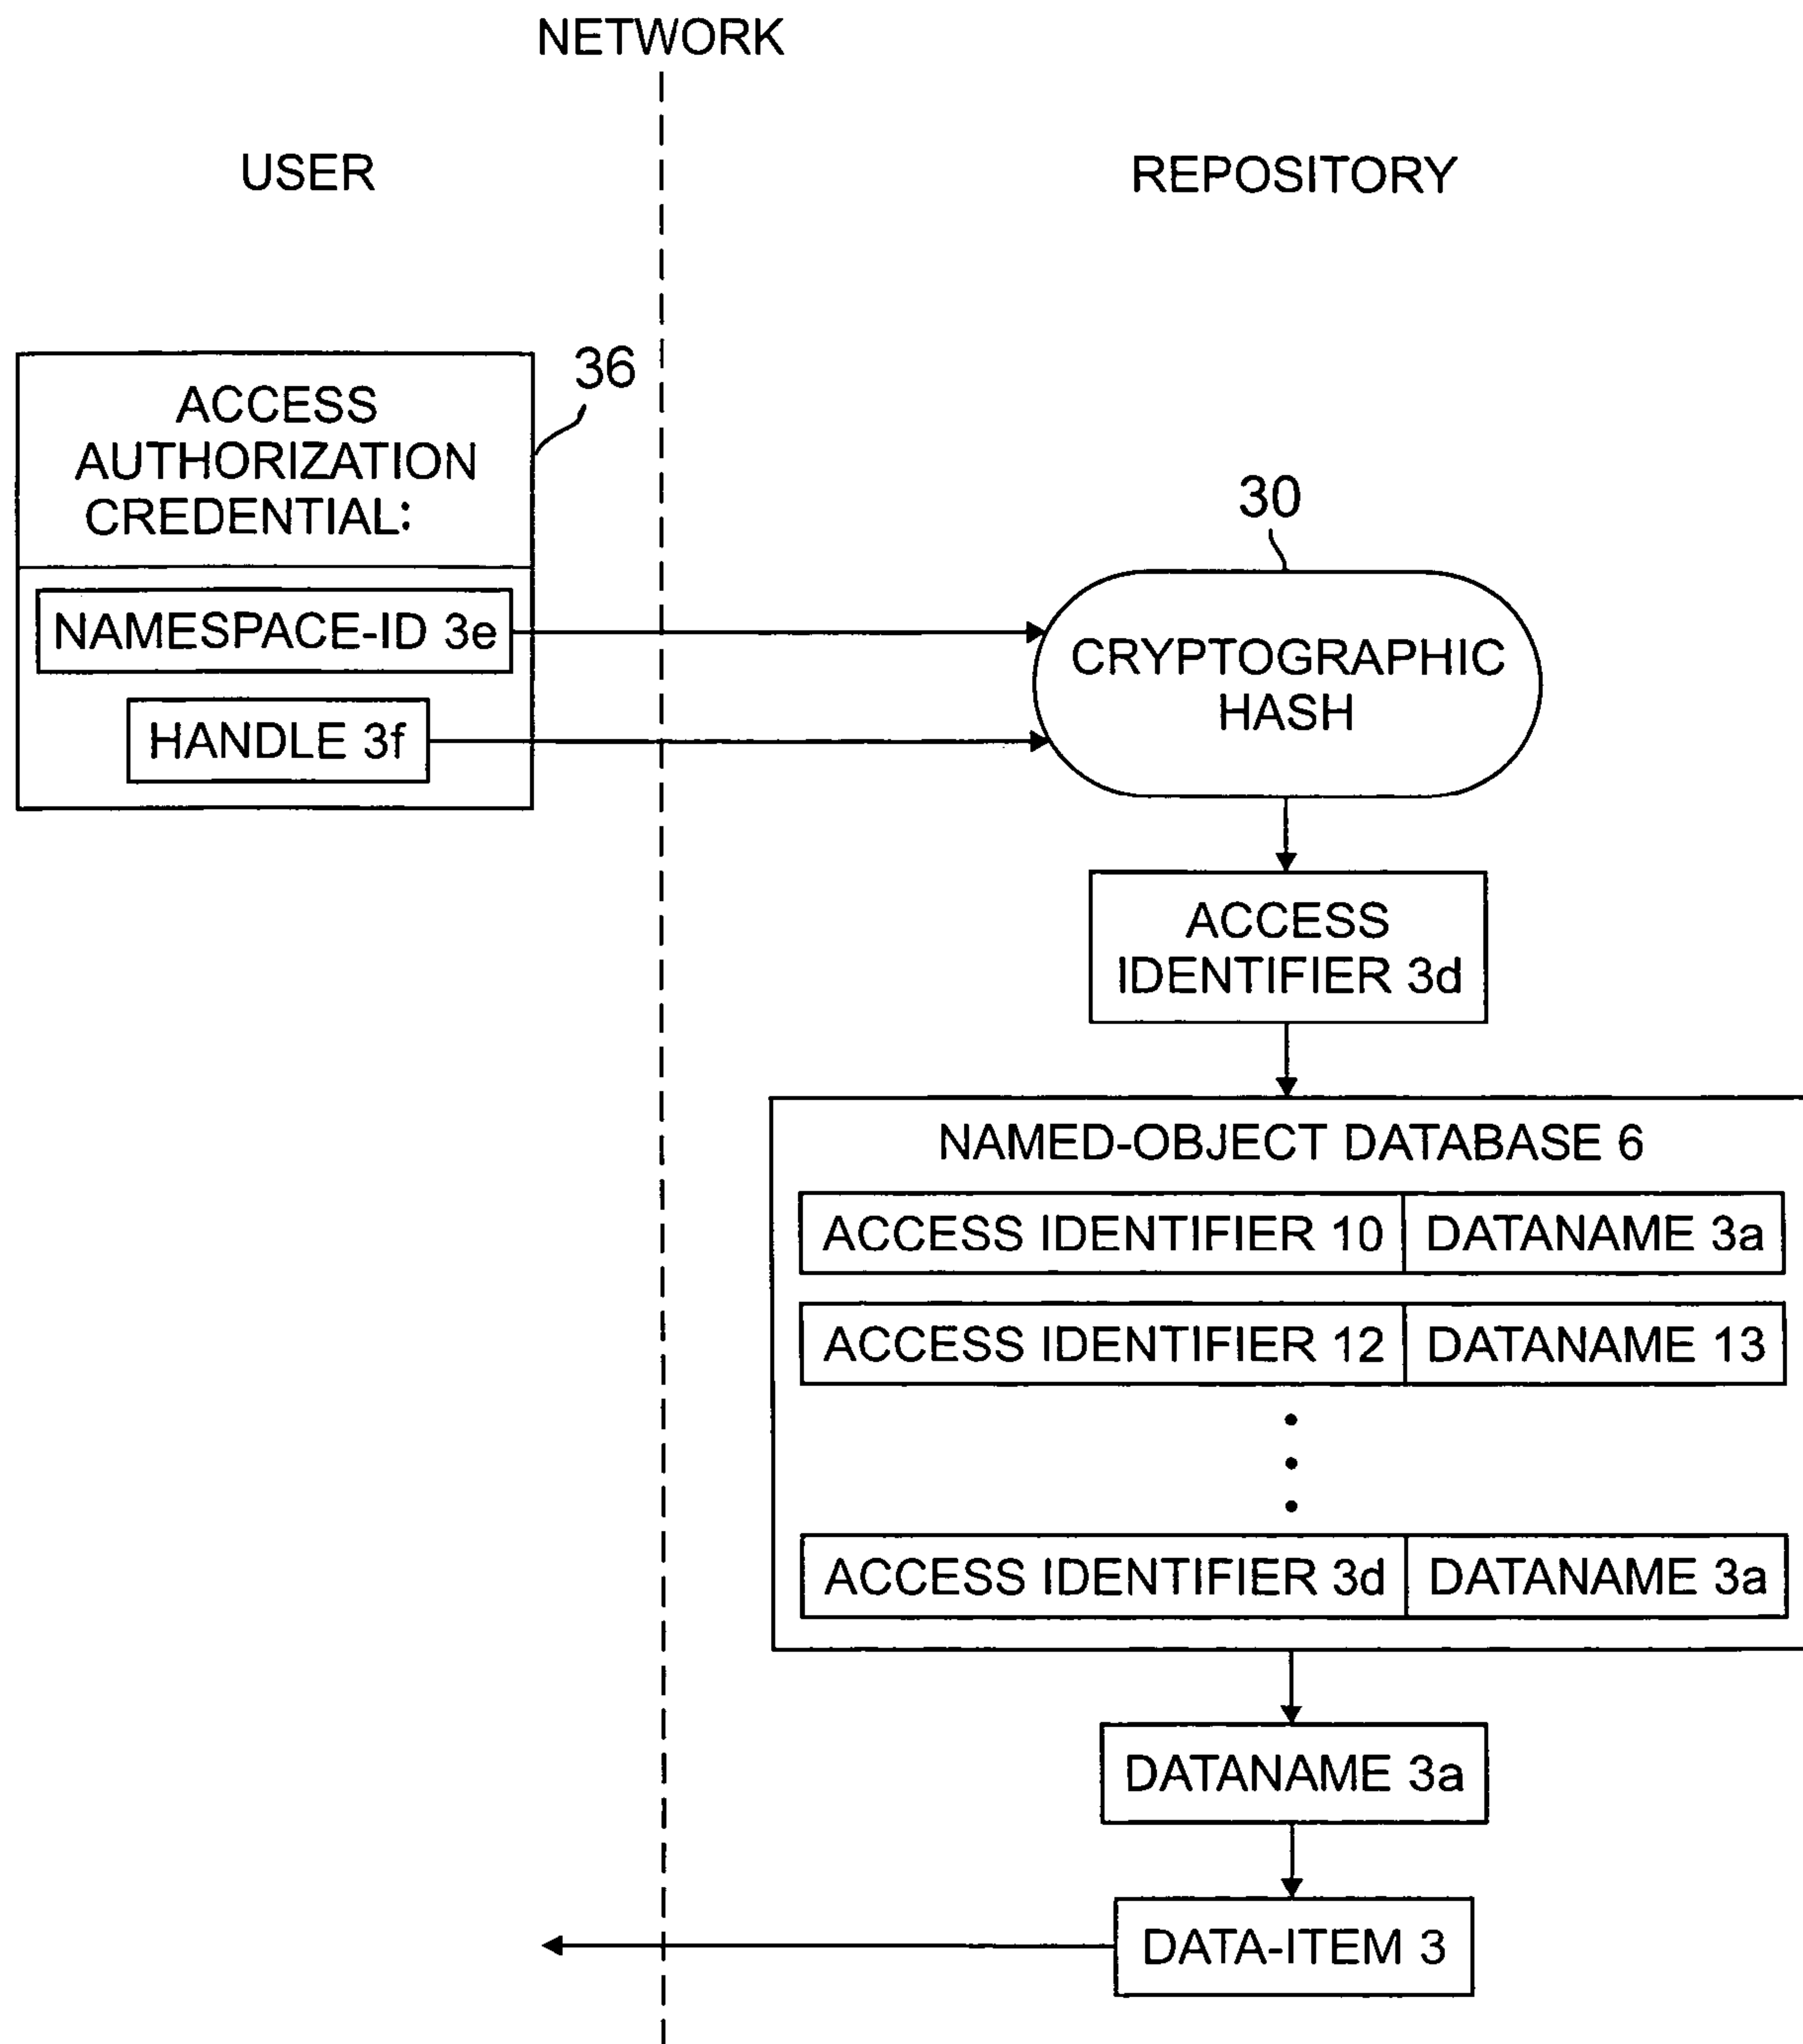 NETWORK
USER
REPOSITORY
36
ACCESS
AUTHORIZATION
CREDENTIAL:
NAMESPACE-ID 3e
HANDLE 3f
30
CRYPTOGRAPHIC
HASH
ACCESS
IDENTIFIER 3d
NAMED-OBJECT DATABASE 6
ACCESS IDENTIFIER 10 DATANAME 3a
ACCESS IDENTIFIER 12 DATANAME 13
ACCESS IDENTIFIER 3d DATANAME 3a
DATANAME 3a
DATA-ITEM 3